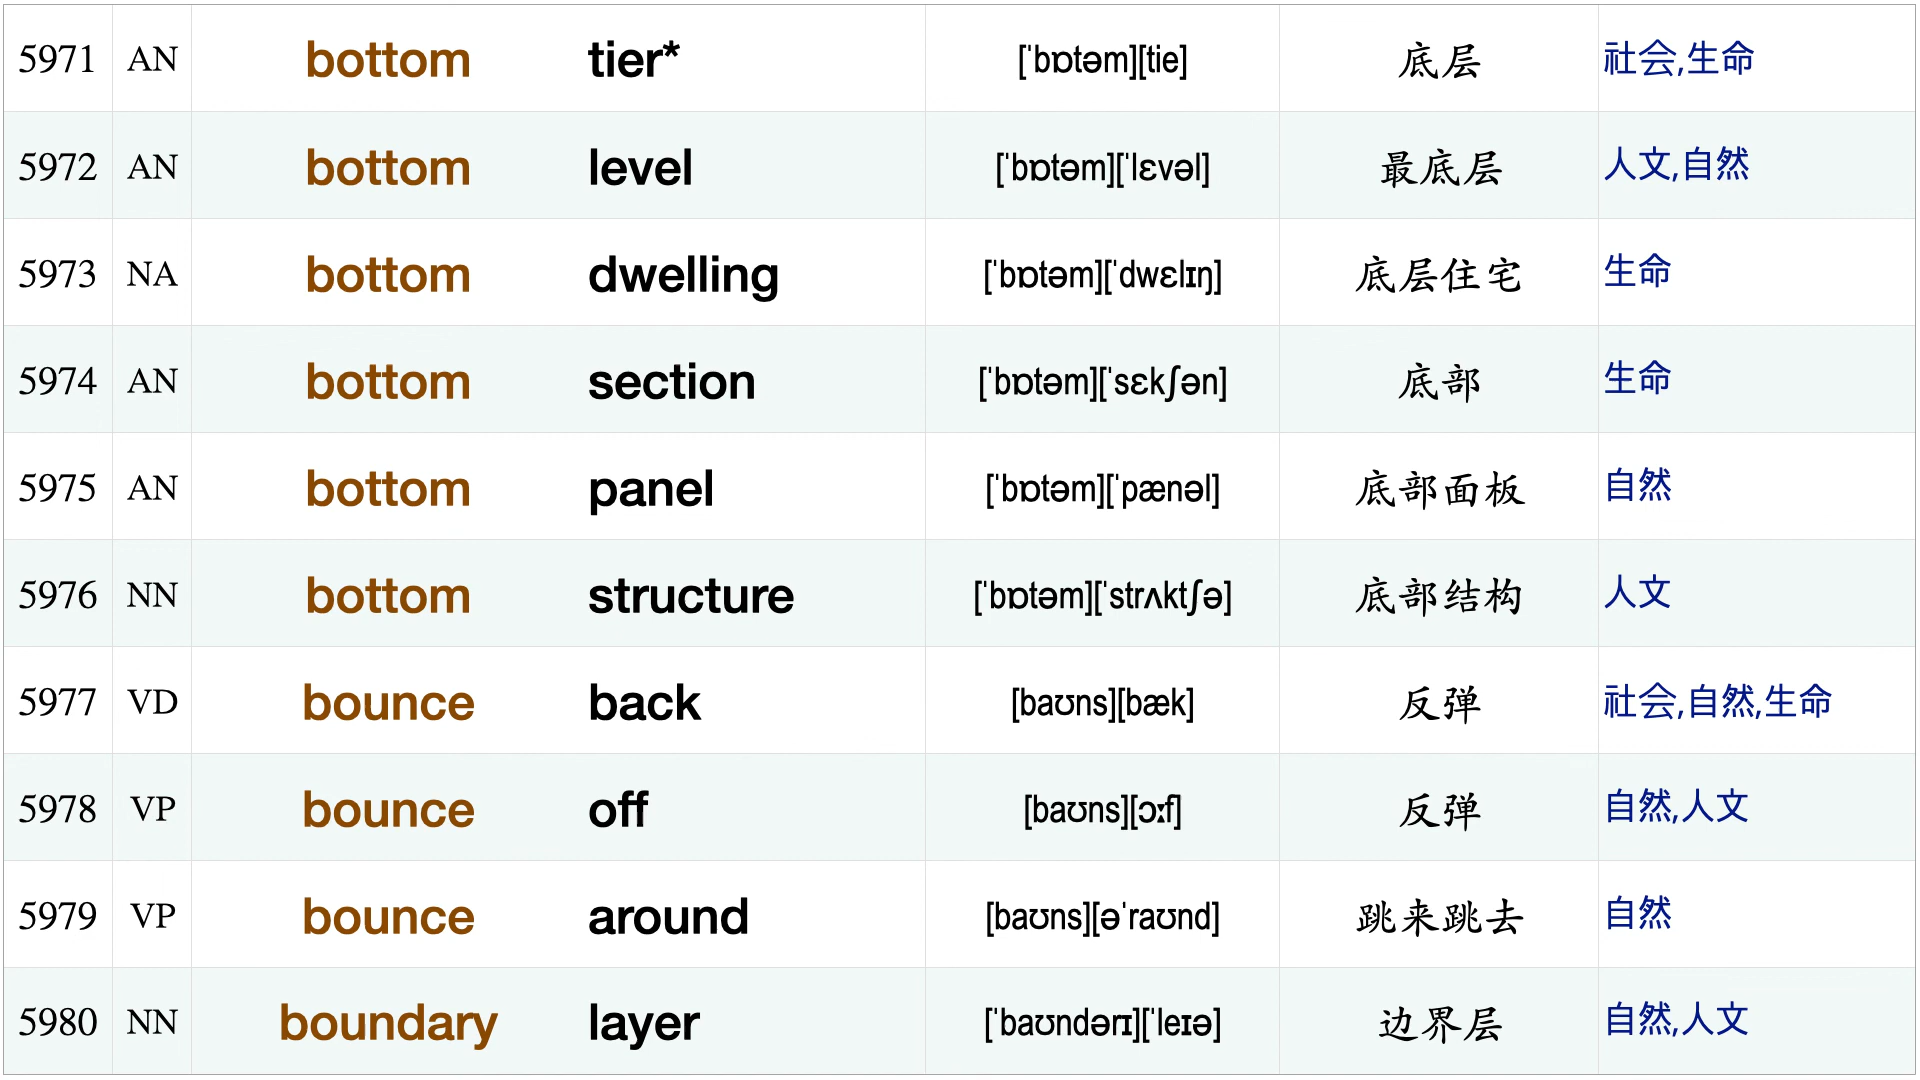 5971 AN bottom tier* [ˈbɒtəm][tie] 底层 社会,生命
5972 AN bottom level [ˈbɒtəm][ˈlɛvəl] 最底层 人文,自然
5973 NA bottom dwelling [ˈbɒtəm][ˈdwɛlɪŋ] 底层住宅 生命
5974 AN bottom section [ˈbɒtəm][ˈsɛkʃən] 底部 生命
5975 AN bottom panel [ˈbɒtəm][ˈpænəl] 底部面板 自然
5976 NN bottom structure [ˈbɒtəm][ˈstrʌktʃə] 底部结构 人文
5977 VD bounce back [baʊns][bæk] 反弹 社会,自然,生命
5978 VP bounce off [baʊns][ɔːf] 反弹 自然,人文
5979 VP bounce around [baʊns][əˈraʊnd] 跳来跳去 自然
5980 NN boundary layer [ˈbaʊndərɪ][ˈleɪə] 边界层 自然,人文